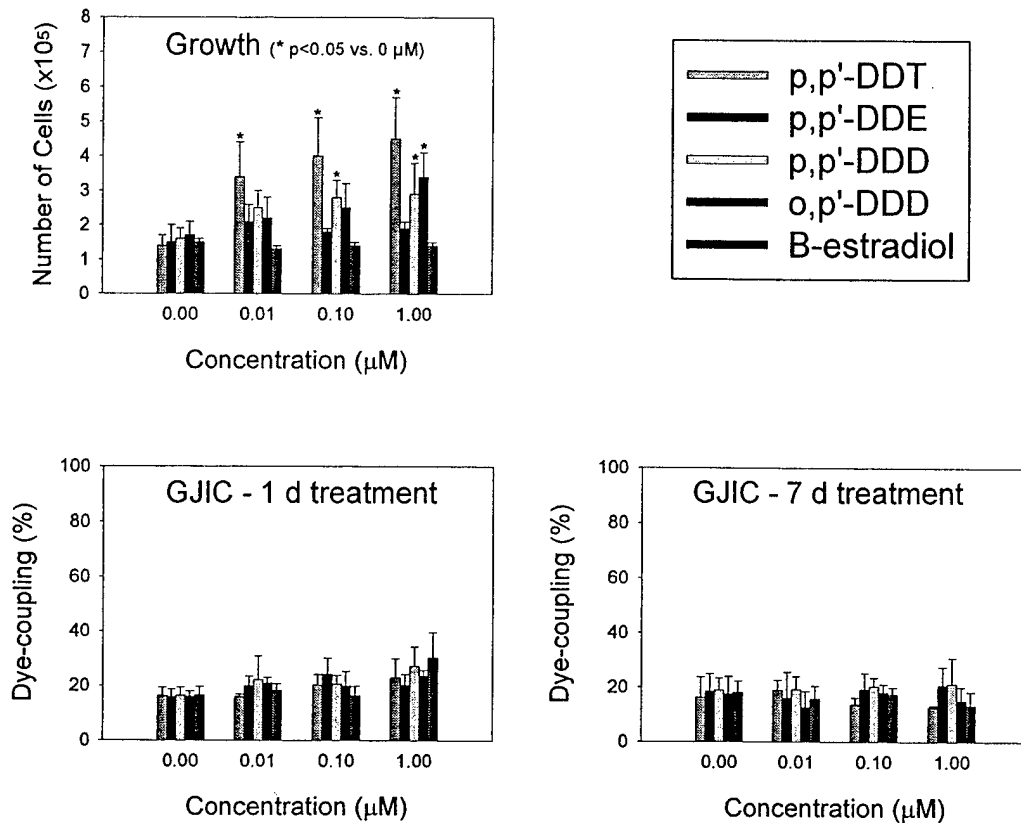 Growth (* p<0.05 vs. 0 µM)
Number of Cells (x10⁵)
8
7
6
5
4
3
2
1
0
* * * * * *
0.00 0.01 0.10 1.00
Concentration (µM)
p,p'-DDT
p,p'-DDE
p,p'-DDD
o,p'-DDD
B-estradiol
GJIC - 1 d treatment
Dye-coupling (%)
100
80
60
40
20
0
0.00 0.01 0.10 1.00
Concentration (µM)
GJIC - 7 d treatment
Dye-coupling (%)
100
80
60
40
20
0
0.00 0.01 0.10 1.00
Concentration (µM)